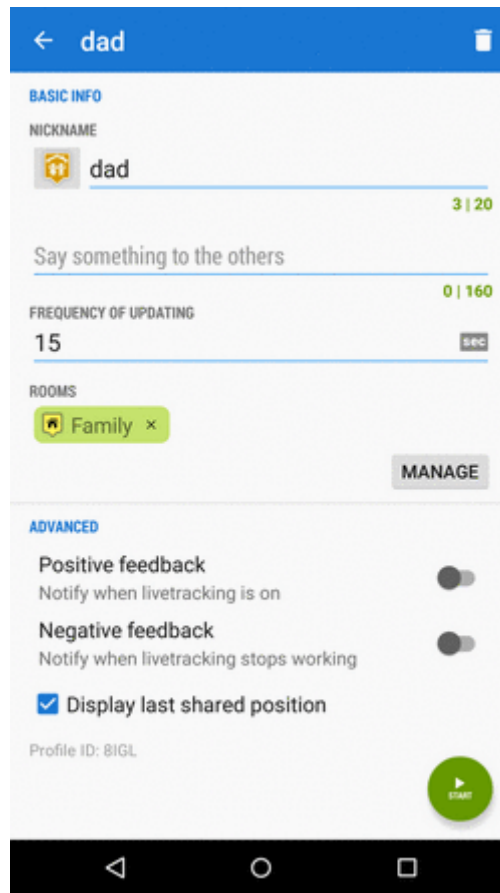 dad
BASIC INFO
NICKNAME
dad
3 | 20
Say something to the others
0 | 160
FREQUENCY OF UPDATING
15 sec
ROOMS
Family ×
MANAGE
ADVANCED
Positive feedback
Notify when livetracking is on
Negative feedback
Notify when livetracking stops working
Display last shared position
Profile ID: 8IGL
START